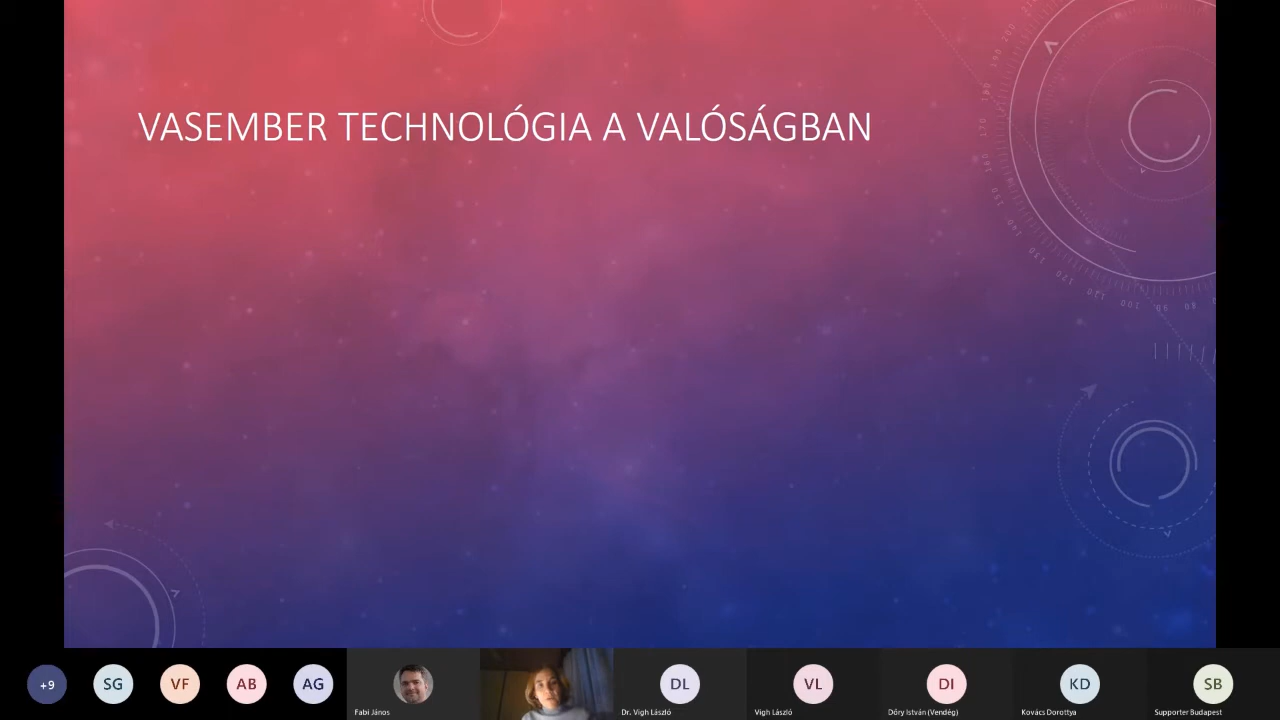 VASEMBER TECHNOLÓGIA A VALÓSÁGBAN
+9
SG
VF
AB
AG
DL
VL
DI
KD
SB
Fabi János
Dr. Vigh László
Vigh László
Dőry István (Vendég)
Kovács Dorottya
Supporter Budapest